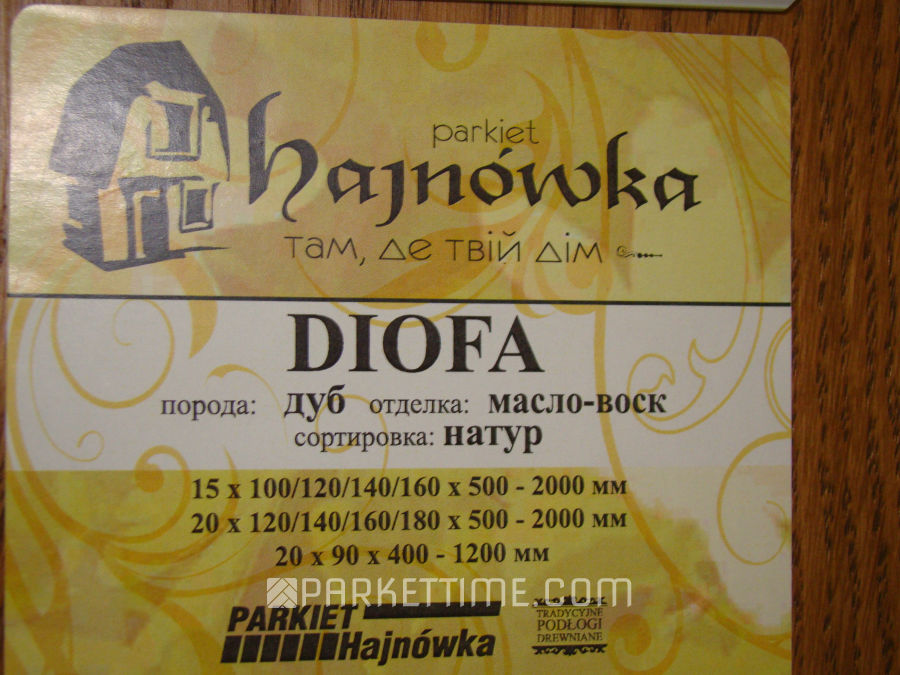 parkiet
hajnówka
там, де твій дім
DIOFA
порода: дуб отделка: масло-воск
сортировка: натур
15 x 100/120/140/160 x 500 - 2000 мм
20 x 120/140/160/180 x 500 - 2000 мм
20 x 90 x 400 - 1200 мм
PARKETTIME.COM
PARKIET
Hajnówka
TRADYCYJNE
PODŁOGI
DREWNIANE